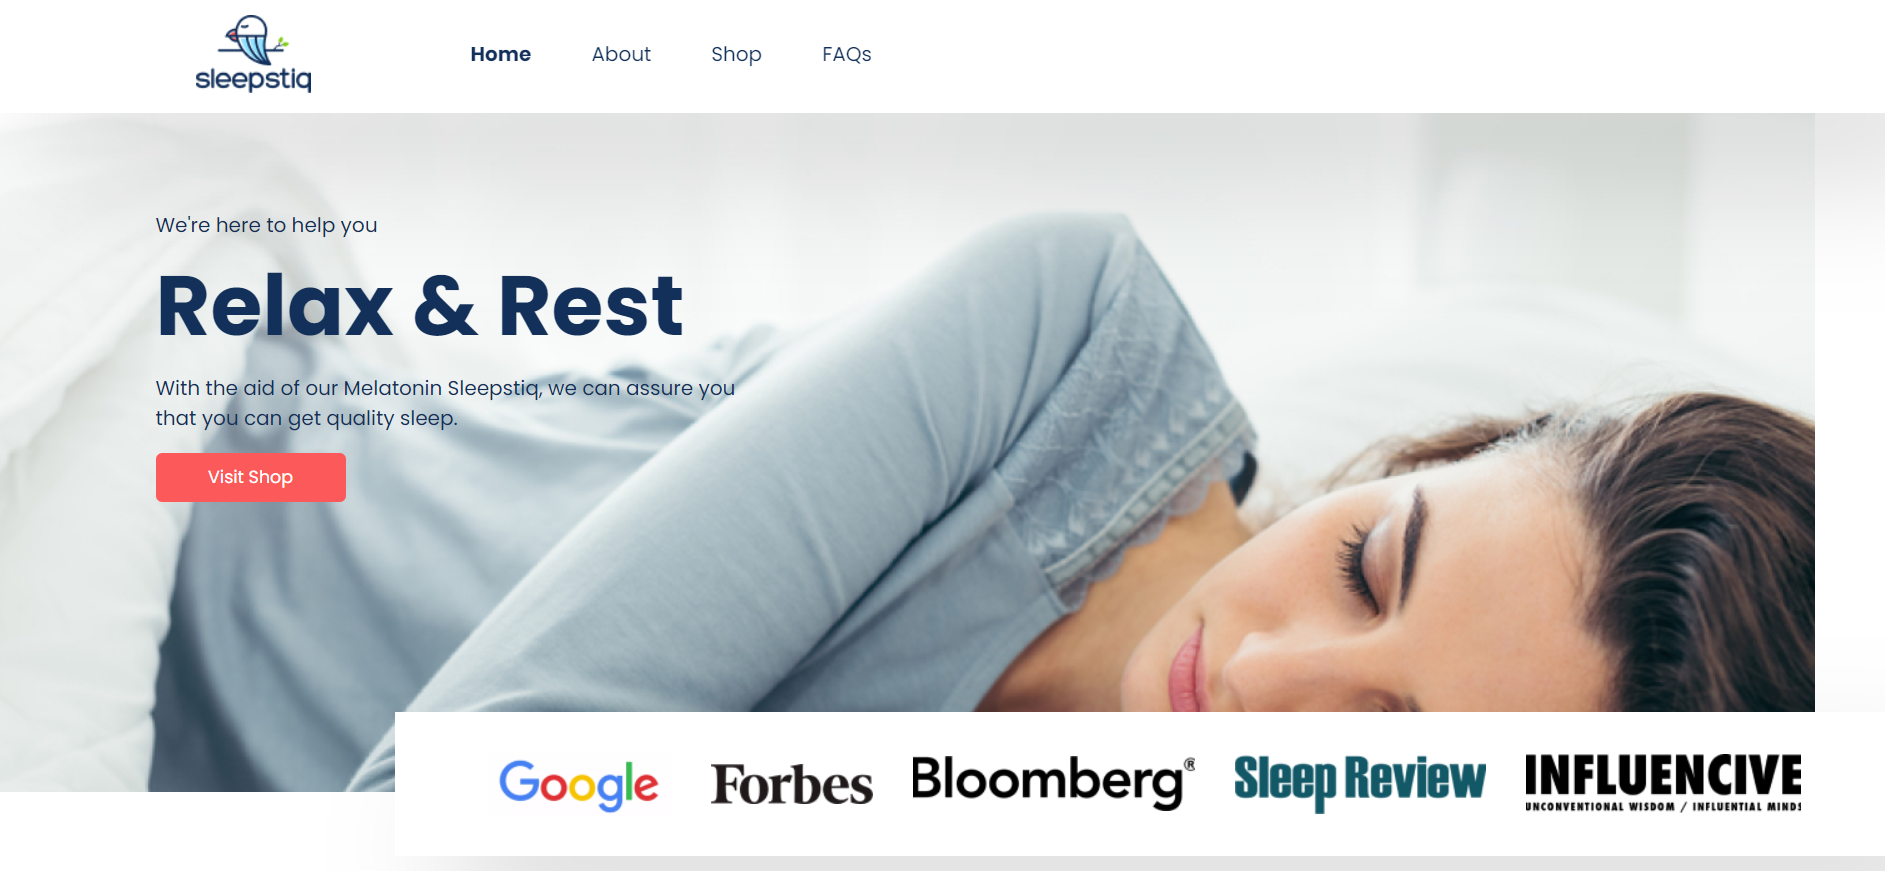 sleepstiq
Home
About
Shop
FAQs
We're here to help you
Relax & Rest
With the aid of our Melatonin Sleepstiq, we can assure you
that you can get quality sleep.
Visit Shop
Google
Forbes
Bloomberg®
Sleep Review
INFLUENCIVE
UNCONVENTIONAL WISDOM / INFLUENTIAL MINDS